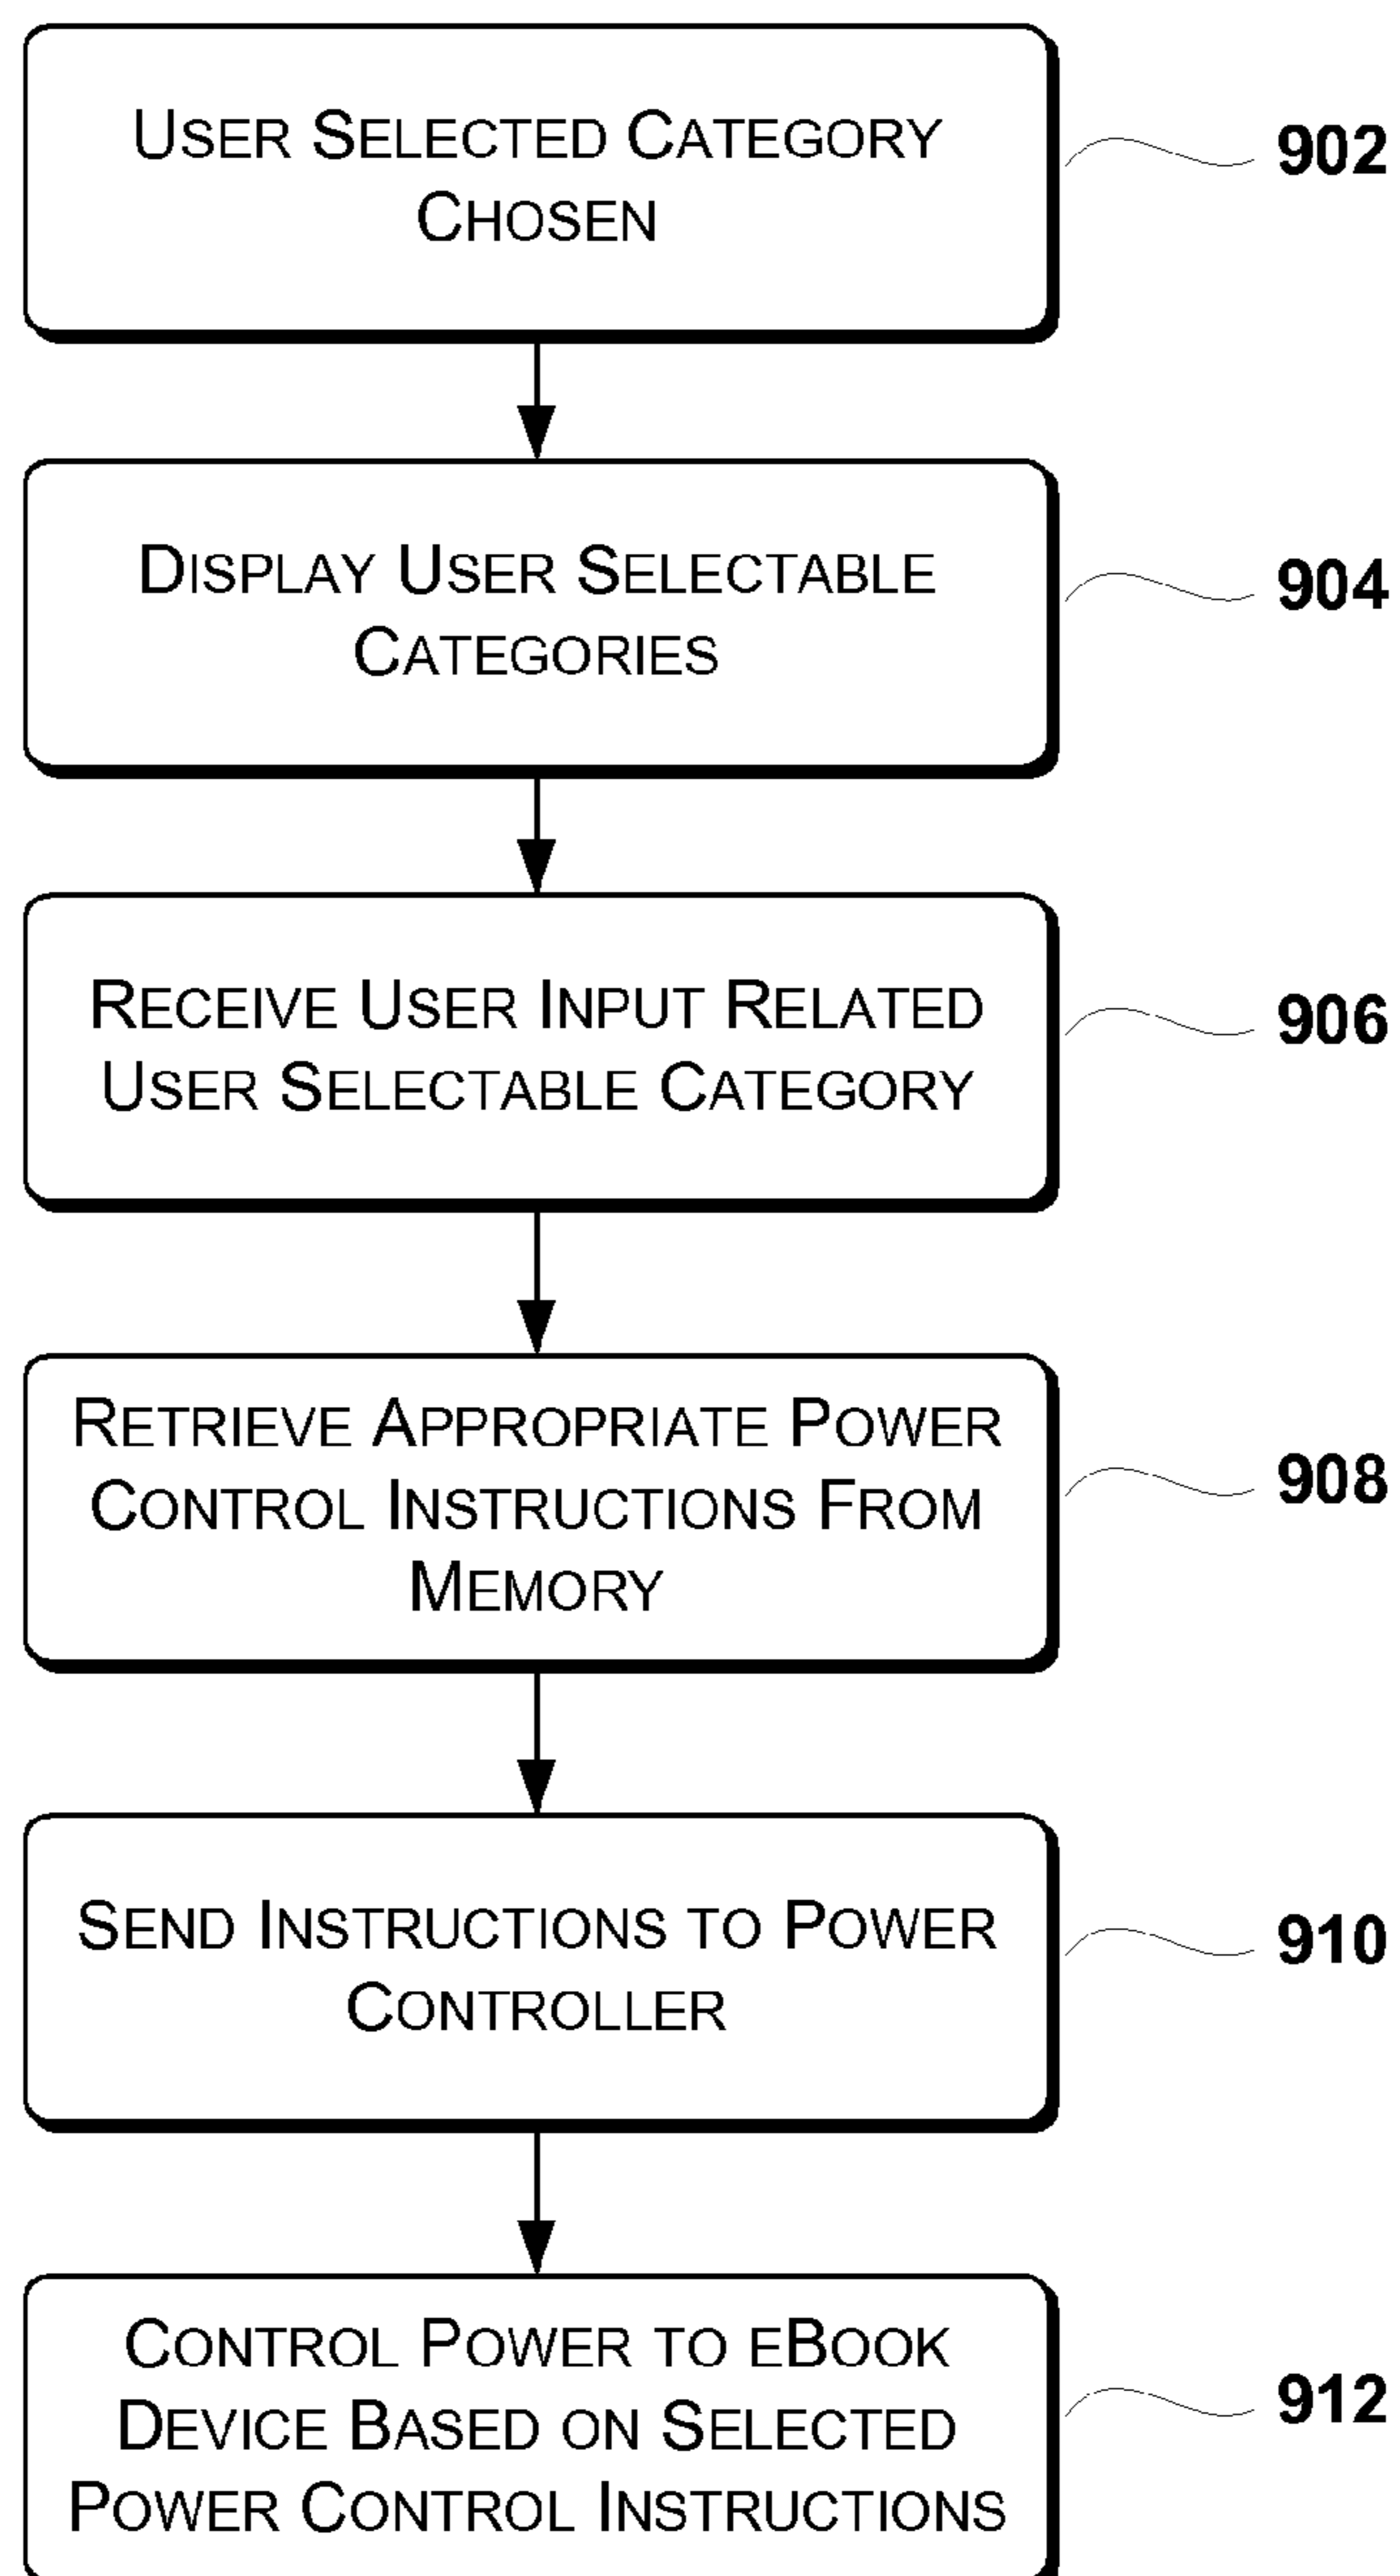 USER SELECTED CATEGORY
CHOSEN
902
DISPLAY USER SELECTABLE
CATEGORIES
904
RECEIVE USER INPUT RELATED
USER SELECTABLE CATEGORY
906
RETRIEVE APPROPRIATE POWER
CONTROL INSTRUCTIONS FROM
MEMORY
908
SEND INSTRUCTIONS TO POWER
CONTROLLER
910
CONTROL POWER TO EBOOK
DEVICE BASED ON SELECTED
POWER CONTROL INSTRUCTIONS
912